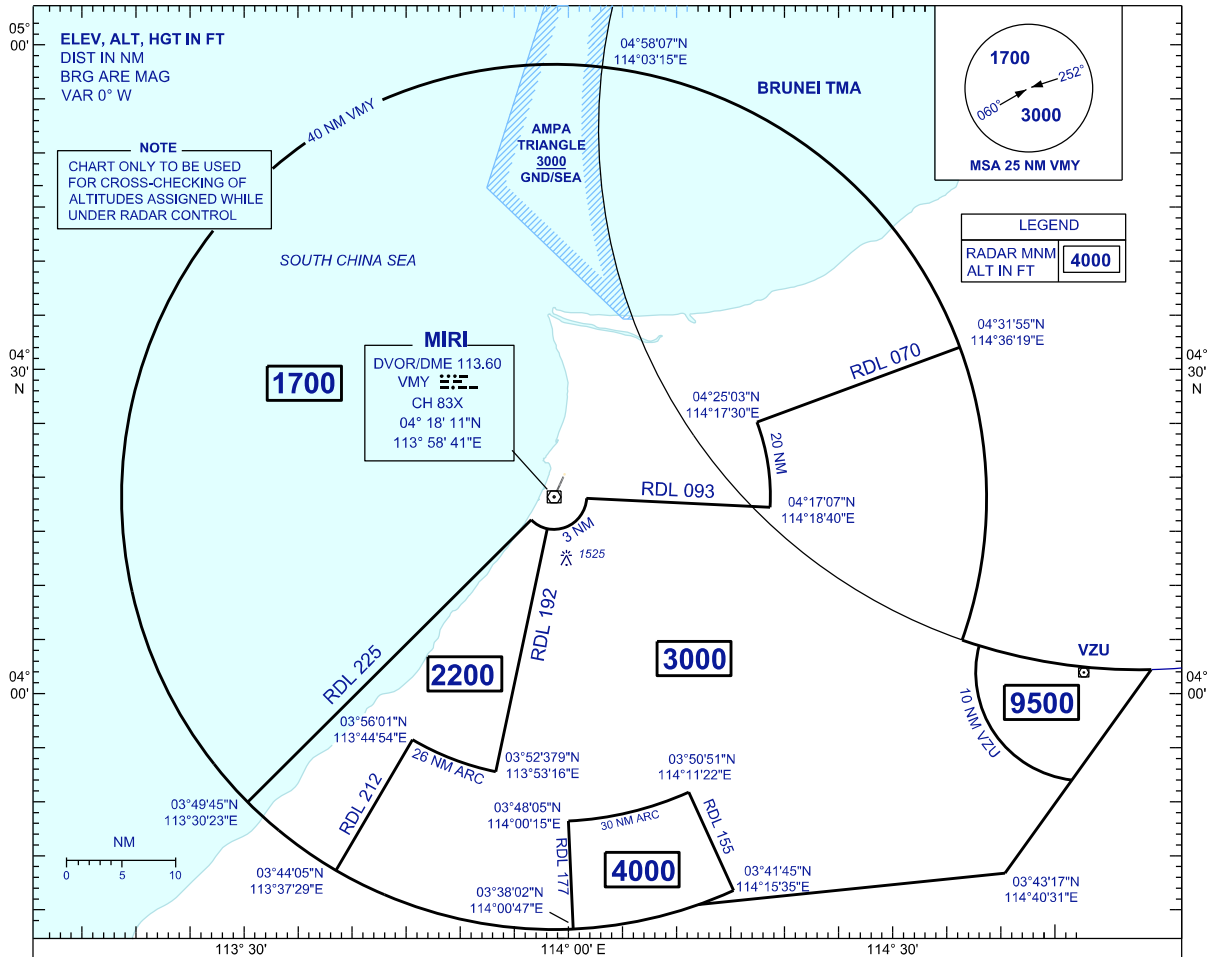 05°
00'
ELEV, ALT, HGT IN FT
DIST IN NM
BRG ARE MAG
VAR 0° W
04°58'07"N
114°03'15"E
BRUNEI TMA
1700
252°
060°
3000
MSA 25 NM VMY
40 NM VMY
AMPA
TRIANGLE
3000
GND/SEA
NOTE
CHART ONLY TO BE USED
FOR CROSS-CHECKING OF
ALTITUDES ASSIGNED WHILE
UNDER RADAR CONTROL
SOUTH CHINA SEA
LEGEND
RADAR MNM
ALT IN FT
4000
04°31'55"N
114°36'19"E
04°
30'
N
04°
30'
N
MIRI
DVOR/DME 113.60
VMY
CH 83X
04° 18' 11"N
113° 58' 41"E
1700
RDL 070
04°25'03"N
114°17'30"E
20 NM
RDL 093
04°17'07"N
114°18'40"E
3 NM
1525
RDL 192
RDL 225
2200
3000
VZU
9500
10 NM VZU
04°
00'
04°
00'
03°56'01"N
113°44'54"E
26 NM ARC
03°52'379"N
113°53'16"E
03°50'51"N
114°11'22"E
RDL 212
03°49'45"N
113°30'23"E
03°48'05"N
114°00'15"E
30 NM ARC
RDL 155
RDL 177
4000
NM
0 5 10
03°44'05"N
113°37'29"E
03°38'02"N
114°00'47"E
03°41'45"N
114°15'35"E
03°43'17"N
114°40'31"E
113° 30'
114° 00' E
114° 30'